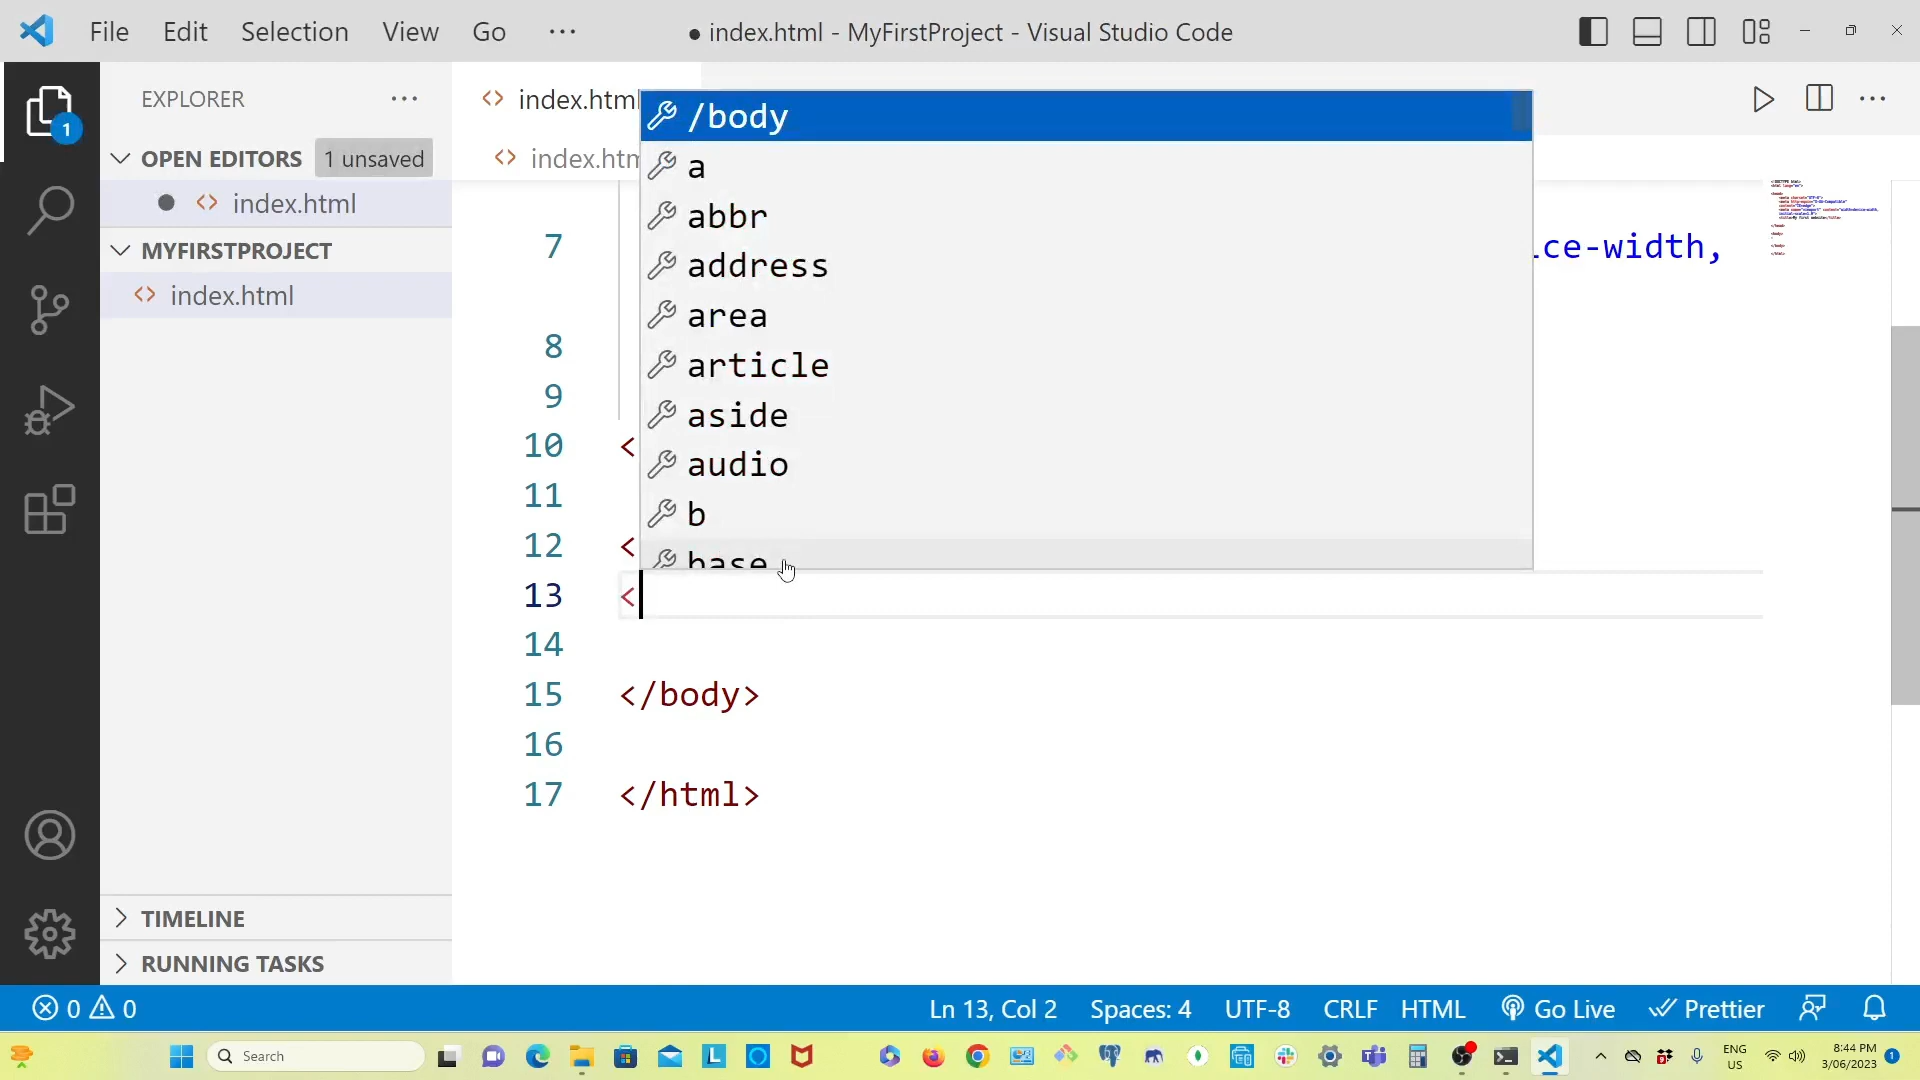 File Edit Selection View Go ··· ● index.html - MyFirstProject - Visual Studio Code
EXPLORER ···
index.html
OPEN EDITORS 1 unsaved
index.html
index.html
MYFIRSTPROJECT
index.html
/body
a
abbr
address
area
article
aside
audio
b
base
7 ce-width,
8
9
10 <
11
12 <
13 <
14
15 </body>
16
17 </html>
TIMELINE
RUNNING TASKS
0 0 Ln 13, Col 2 Spaces: 4 UTF-8 CRLF HTML Go Live Prettier
Search
ENG
US
8:44 PM
3/06/2023
1